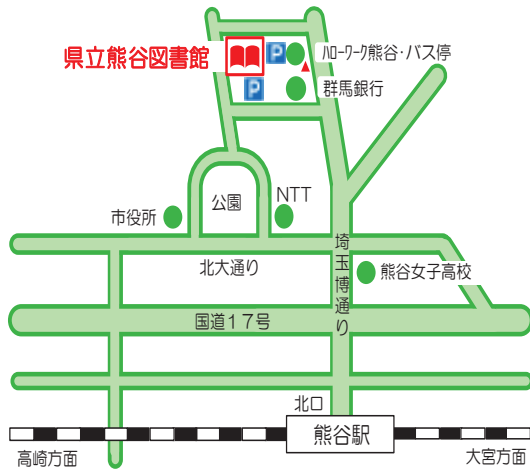 県立熊谷図書館
P
ﾊﾛｰﾜｰｸ熊谷・バス停
P
群馬銀行
公園
NTT
市役所
北大通り
埼玉博通り
熊谷女子高校
国道１７号
北口
熊谷駅
高崎方面
大宮方面